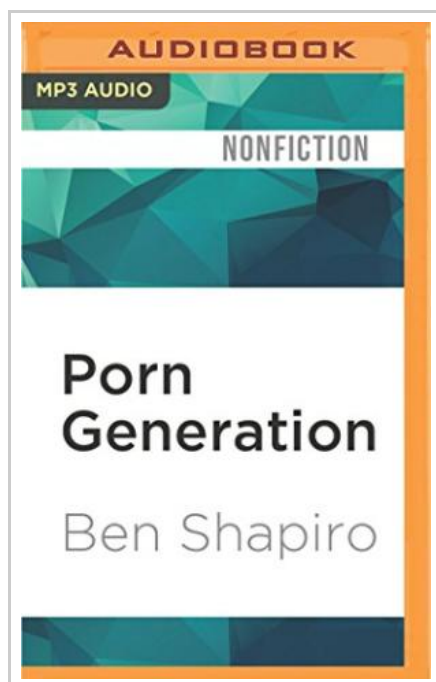 AUDIOBOOK
MP3 AUDIO
NONFICTION
Porn
Generation
Ben Shapiro